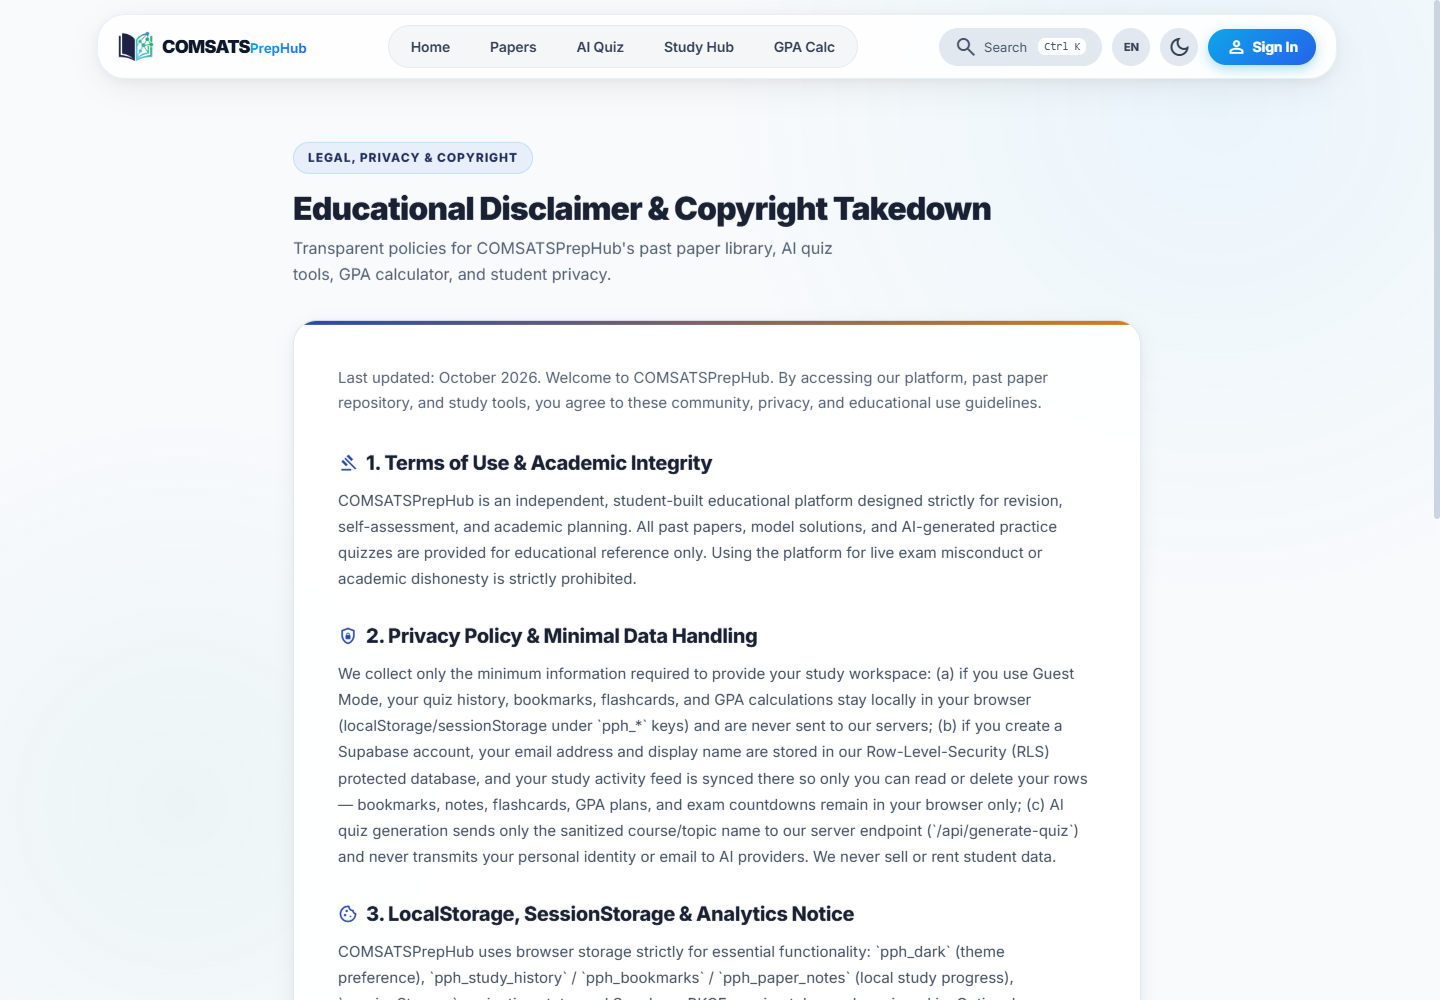 COMSATSPrepHub
Home
Papers
AI Quiz
Study Hub
GPA Calc
Search
Ctrl K
EN
Sign In
LEGAL, PRIVACY & COPYRIGHT
Educational Disclaimer & Copyright Takedown
Transparent policies for COMSATSPrepHub's past paper library, AI quiz
tools, GPA calculator, and student privacy.
Last updated: October 2026. Welcome to COMSATSPrepHub. By accessing our platform, past paper
repository, and study tools, you agree to these community, privacy, and educational use guidelines.
1. Terms of Use & Academic Integrity
COMSATSPrepHub is an independent, student-built educational platform designed strictly for revision,
self-assessment, and academic planning. All past papers, model solutions, and AI-generated practice
quizzes are provided for educational reference only. Using the platform for live exam misconduct or
academic dishonesty is strictly prohibited.
2. Privacy Policy & Minimal Data Handling
We collect only the minimum information required to provide your study workspace: (a) if you use Guest
Mode, your quiz history, bookmarks, flashcards, and GPA calculations stay locally in your browser
(localStorage/sessionStorage under `pph_*` keys) and are never sent to our servers; (b) if you create a
Supabase account, your email address and display name are stored in our Row-Level-Security (RLS)
protected database, and your study activity feed is synced there so only you can read or delete your rows
— bookmarks, notes, flashcards, GPA plans, and exam countdowns remain in your browser only; (c) AI
quiz generation sends only the sanitized course/topic name to our server endpoint (`/api/generate-quiz`)
and never transmits your personal identity or email to AI providers. We never sell or rent student data.
3. LocalStorage, SessionStorage & Analytics Notice
COMSATSPrepHub uses browser storage strictly for essential functionality: `pph_dark` (theme
preference), `pph_study_history` / `pph_bookmarks` / `pph_paper_notes` (local study progress),